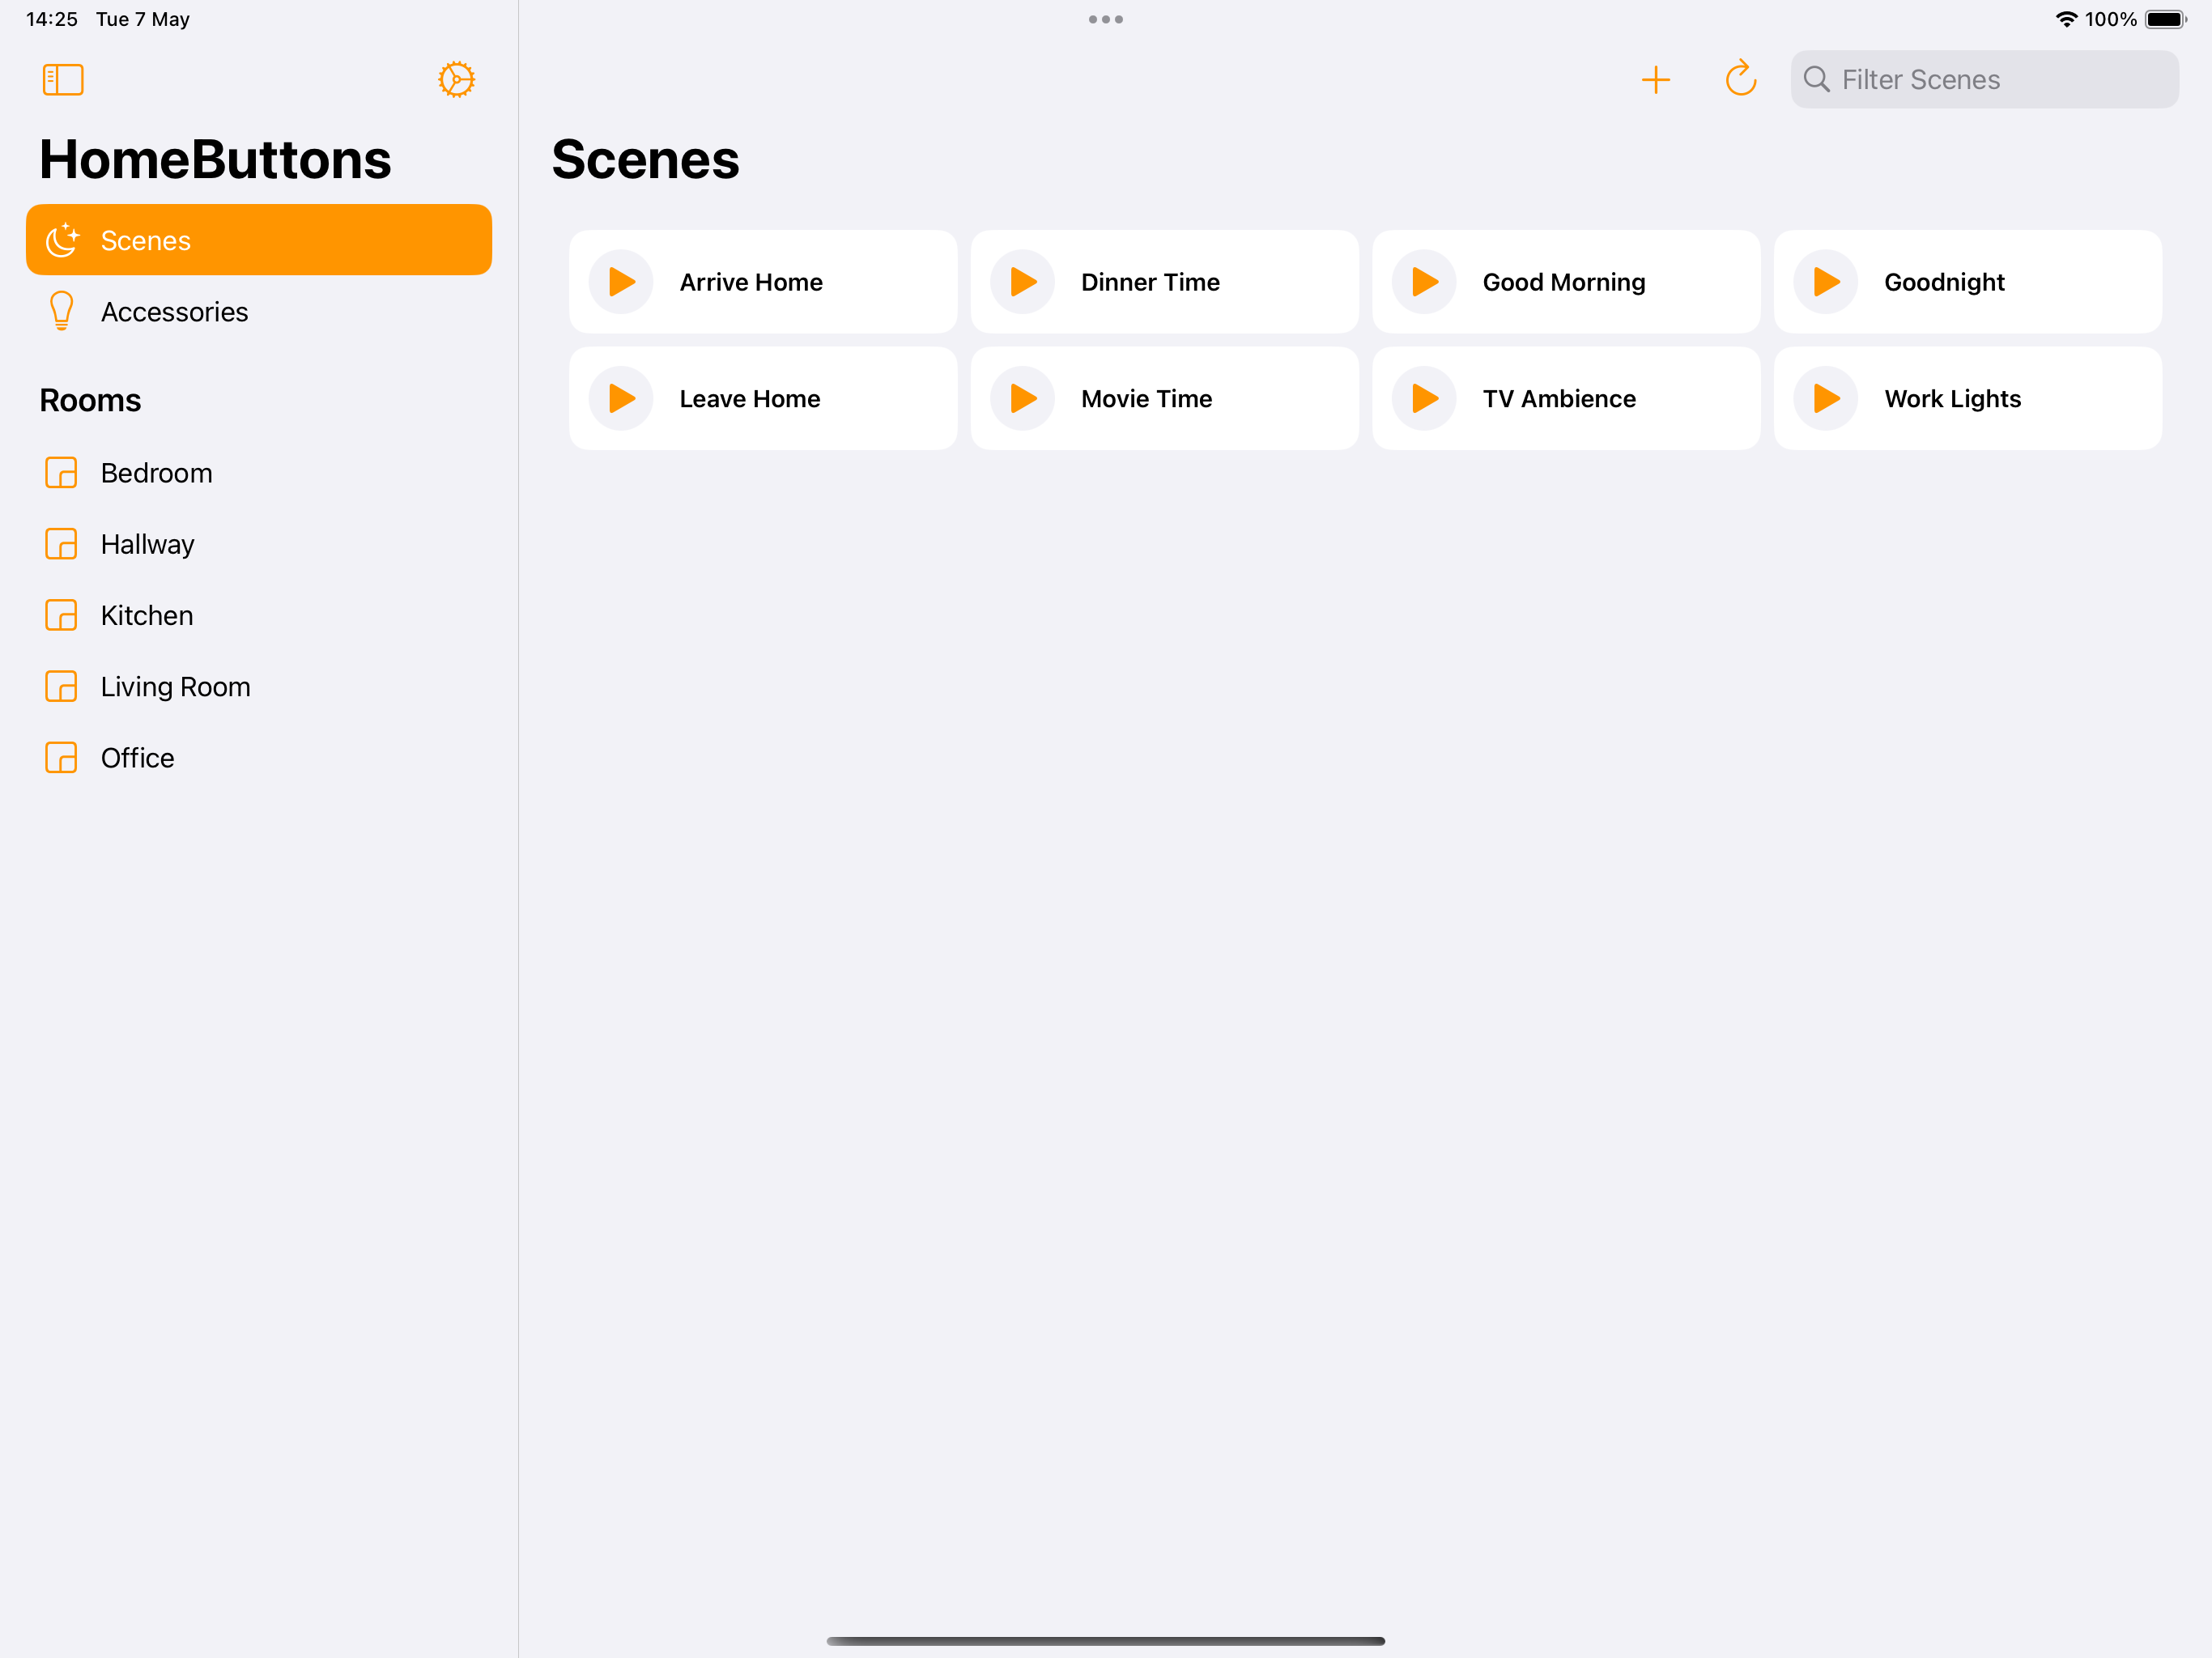 14:25 Tue 7 May
100%
HomeButtons
Scenes
Accessories
Rooms
Bedroom
Hallway
Kitchen
Living Room
Office
Filter Scenes
Scenes
Arrive Home
Dinner Time
Good Morning
Goodnight
Leave Home
Movie Time
TV Ambience
Work Lights